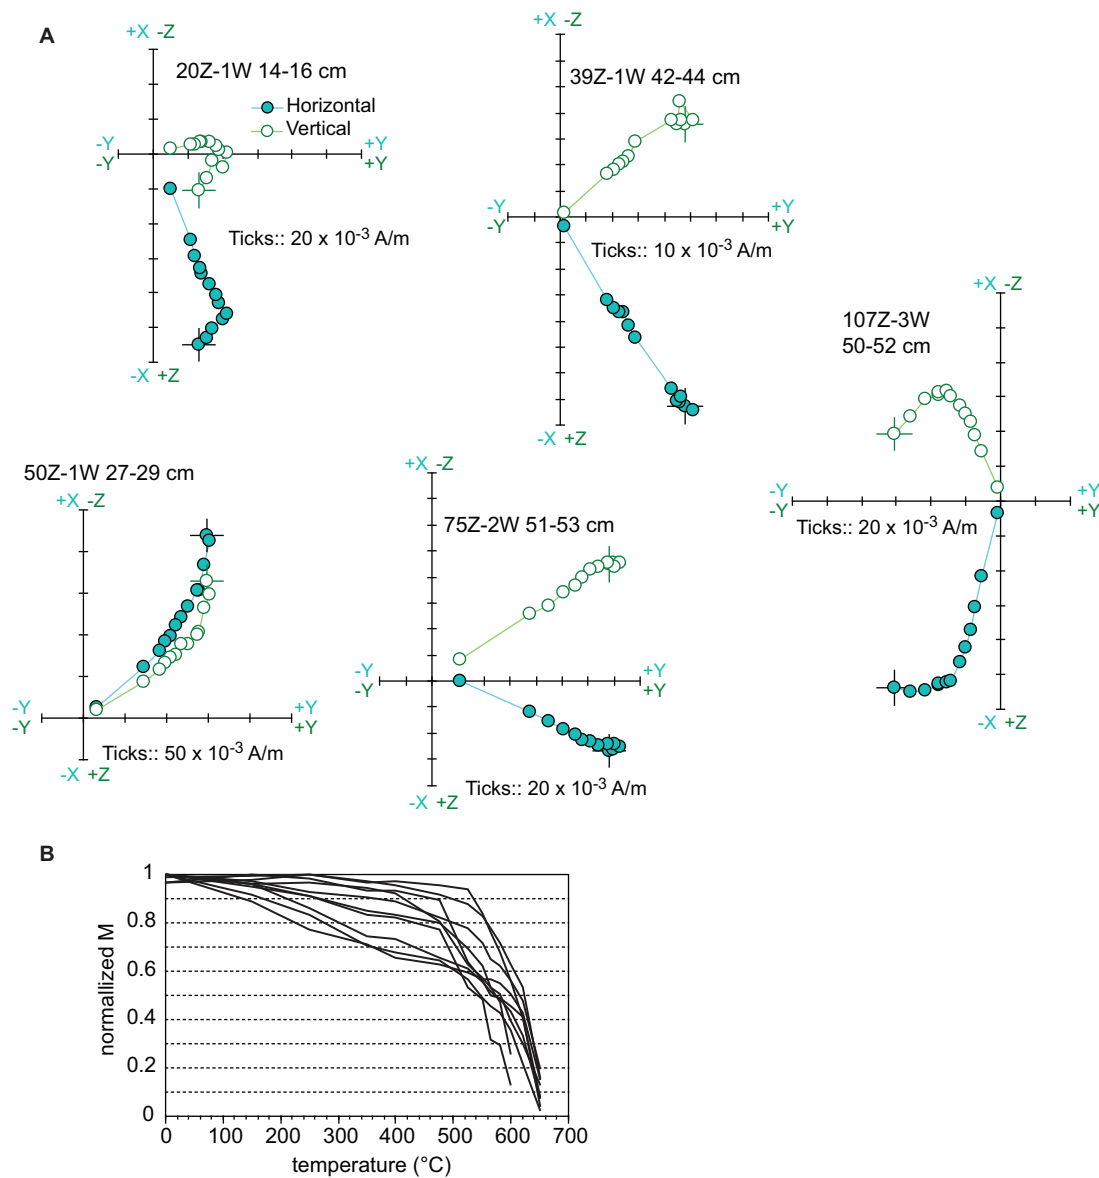 A
+X -Z
20Z-1W 14-16 cm
Horizontal
Vertical
-Y
-Y
+Y
+Y
Ticks:: 20 x 10-3 A/m
-X +Z
+X -Z
39Z-1W 42-44 cm
-Y
-Y
+Y
+Y
Ticks:: 10 x 10-3 A/m
-X +Z
+X -Z
107Z-3W
50-52 cm
-Y
-Y
+Y
+Y
Ticks:: 20 x 10-3 A/m
-X +Z
50Z-1W 27-29 cm
+X -Z
-Y
-Y
+Y
+Y
Ticks:: 50 x 10-3 A/m
-X +Z
+X -Z
75Z-2W 51-53 cm
-Y
-Y
+Y
+Y
Ticks:: 20 x 10-3 A/m
-X +Z
B
1
0.8
0.6
0.4
0.2
0
normallized M
0 100 200 300 400 500 600 700
temperature (°C)